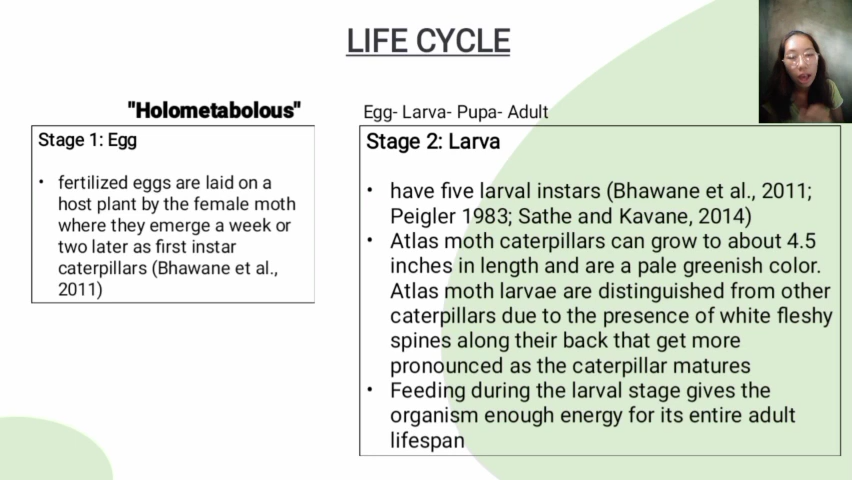 LIFE CYCLE
"Holometabolous"
Egg- Larva- Pupa- Adult
Stage 1: Egg
• fertilized eggs are laid on a
host plant by the female moth
where they emerge a week or
two later as first instar
caterpillars (Bhawane et al.,
2011)
Stage 2: Larva
• have five larval instars (Bhawane et al., 2011;
Peigler 1983; Sathe and Kavane, 2014)
• Atlas moth caterpillars can grow to about 4.5
inches in length and are a pale greenish color.
Atlas moth larvae are distinguished from other
caterpillars due to the presence of white fleshy
spines along their back that get more
pronounced as the caterpillar matures
• Feeding during the larval stage gives the
organism enough energy for its entire adult
lifespan